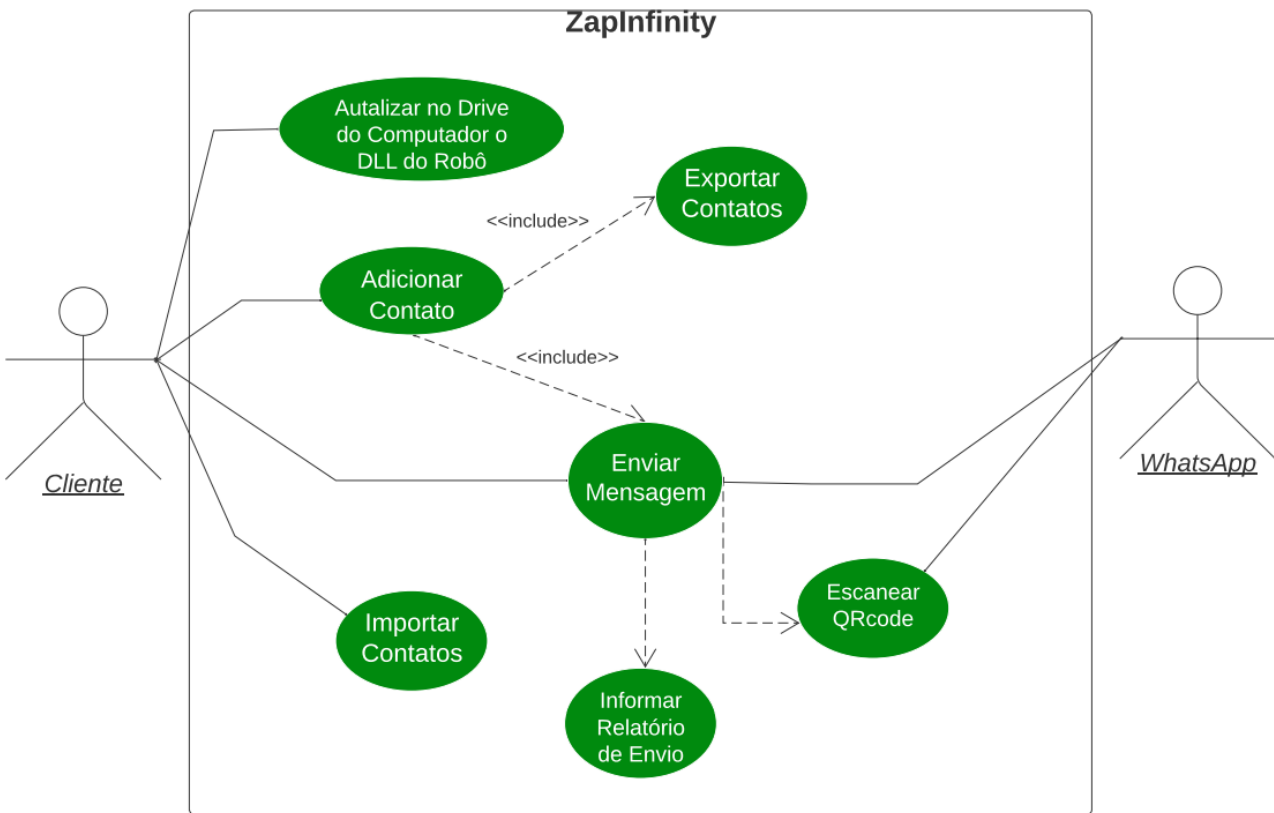 ZapInfinity
Autalizar no Drive
do Computador o
DLL do Robô
Exportar
Contatos
<<include>>
Adicionar
Contato
<<include>>
Enviar
Mensagem
Cliente
WhatsApp
Escanear
QRcode
Importar
Contatos
Informar
Relatório
de Envio